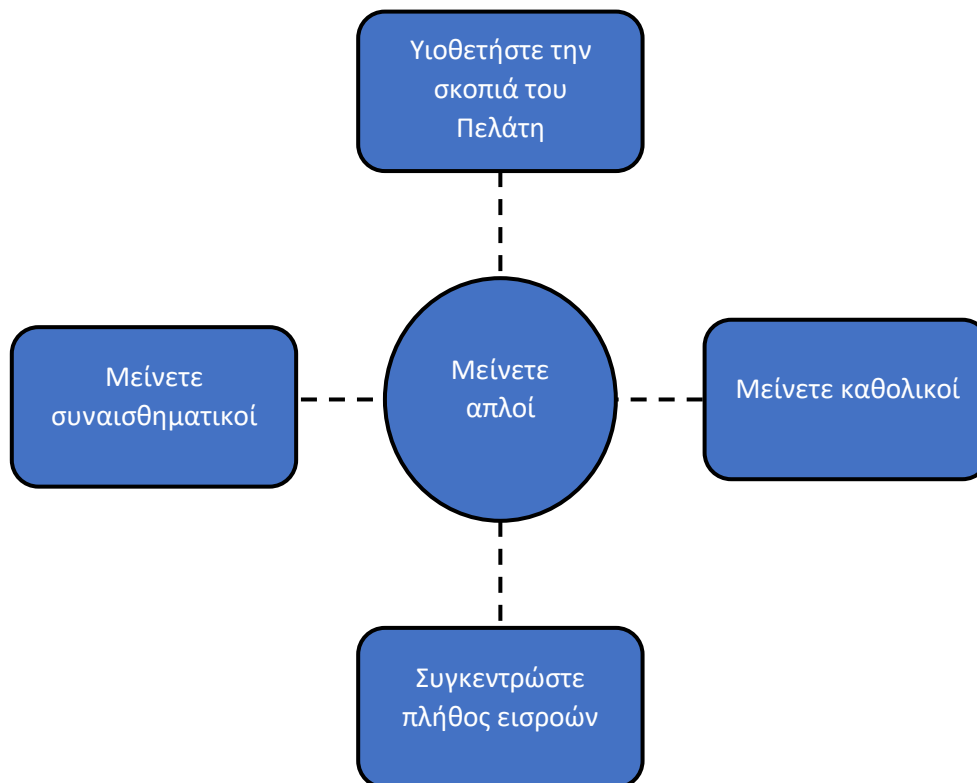 Υιοθετήστε την
σκοπιά του
Πελάτη
Μείνετε
συναισθηματικοί
Μείνετε
απλοί
Μείνετε καθολικοί
Συγκεντρώστε
πλήθος εισροών